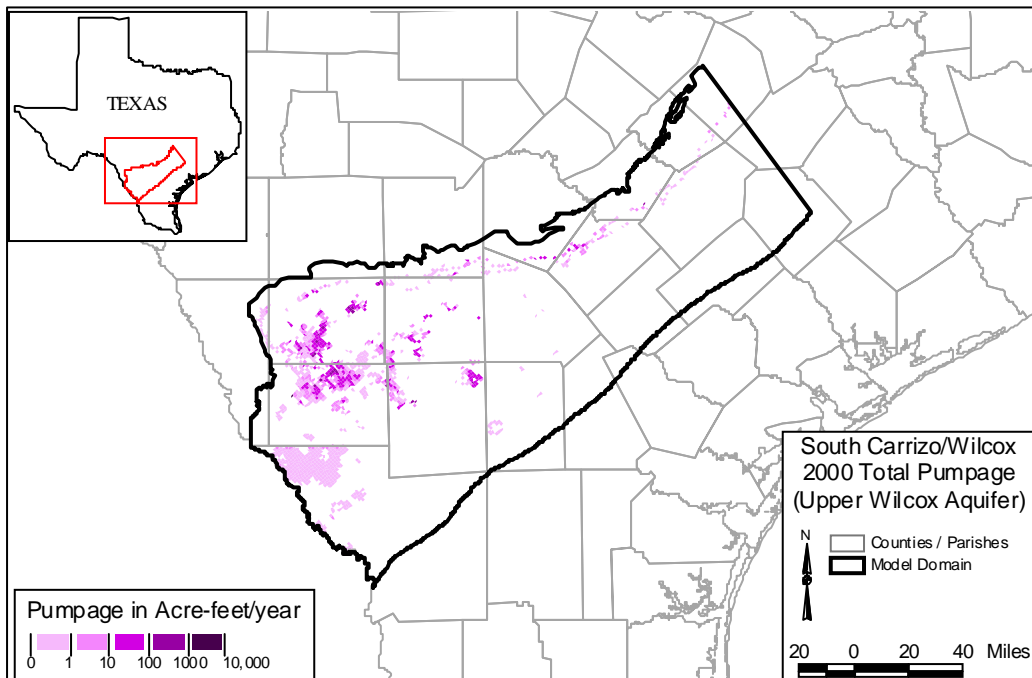 TEXAS
South Carrizo/Wilcox
2000 Total Pumpage
(Upper Wilcox Aquifer)
N
Counties / Parishes
Model Domain
20 0 20 40 Miles
Pumpage in Acre-feet/year
0 1 10 100 1000 10,000